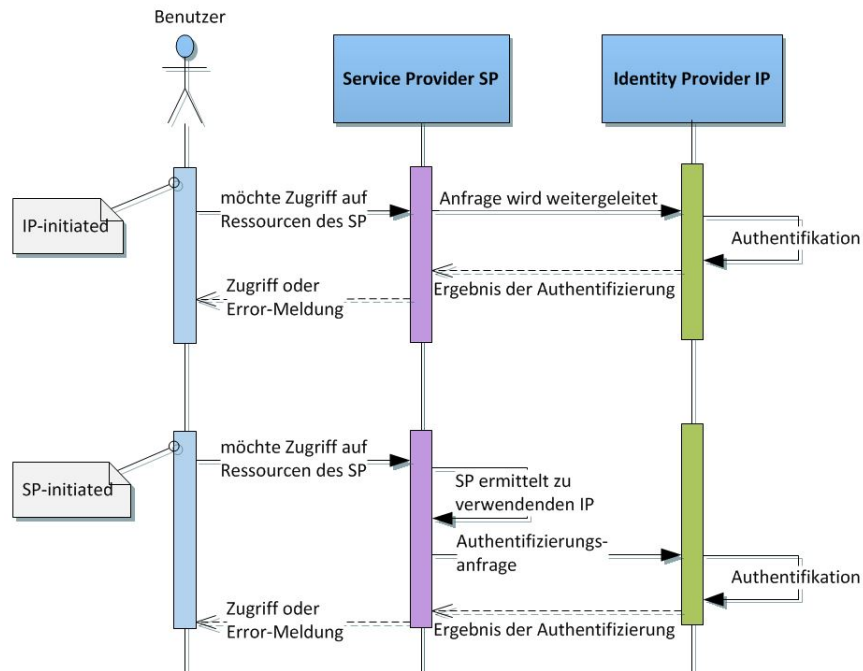 Benutzer
Service Provider SP
Identity Provider IP
IP-initiated
möchte Zugriff auf
Ressourcen des SP
Anfrage wird weitergeleitet
Authentifikation
Zugriff oder
Error-Meldung
Ergebnis der Authentifizierung
SP-initiated
möchte Zugriff auf
Ressourcen des SP
SP ermittelt zu
verwendenden IP
Authentifizierungs-
anfrage
Authentifikation
Zugriff oder
Error-Meldung
Ergebnis der Authentifizierung